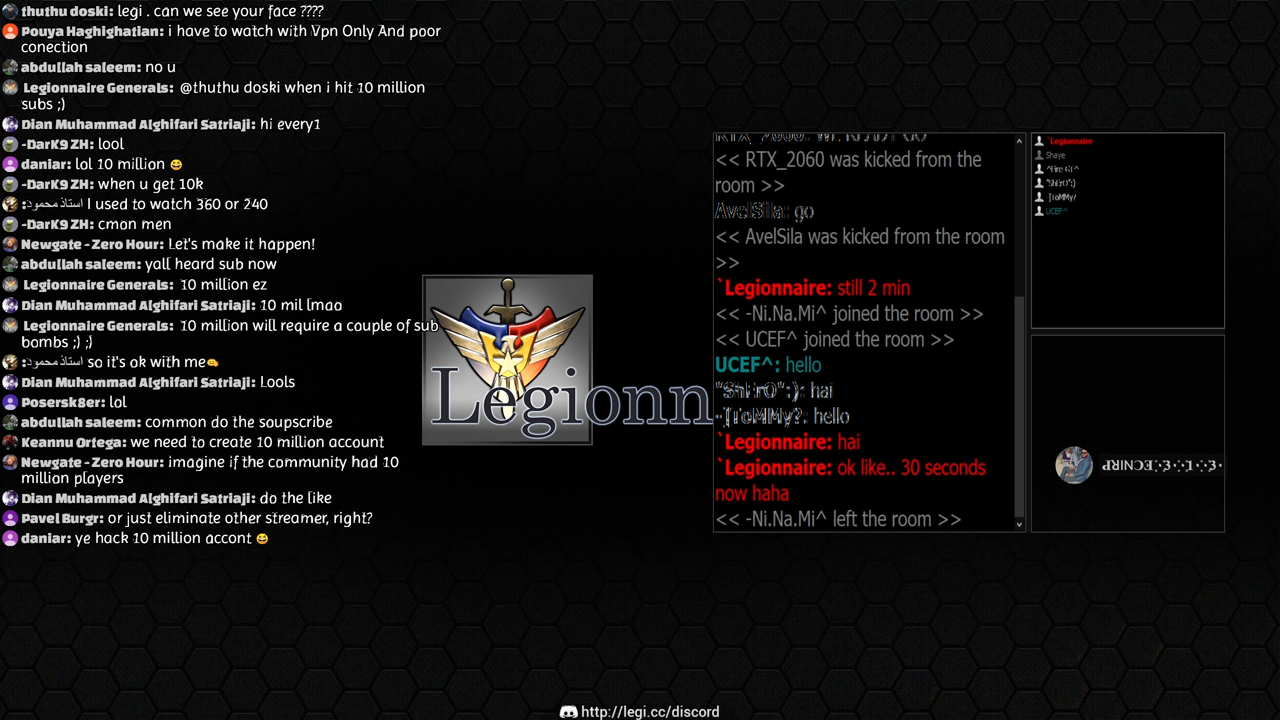 thuthu doski: legi . can we see your face ????
Pouya Haghighatian: i have to watch with Vpn Only And poor
conection
abdullah saleem: no u
Legionnaire Generals: @thuthu doski when i hit 10 million
subs ;)
Dian Muhammad Alghifari Satriaji: hi every1
-DarK9 ZH: lool
daniar: lol 10 million 😅
-DarK9 ZH: when u get 10k
استاذ محمود: I used to watch 360 or 240
-DarK9 ZH: cmon men
Newgate - Zero Hour: Let's make it happen!
abdullah saleem: yall heard sub now
Legionnaire Generals: 10 million ez
Dian Muhammad Alghifari Satriaji: 10 mil lmao
Legionnaire Generals: 10 million will require a couple of sub
bombs ;) ;)
استاذ محمود: so it's ok with me
Dian Muhammad Alghifari Satriaji: Lools
Posersk8er: lol
abdullah saleem: common do the soupscribe
Keannu Ortega: we need to create 10 million account
Newgate - Zero Hour: imagine if the community had 10
million players
Dian Muhammad Alghifari Satriaji: do the like
Pavel Burgr: or just eliminate other streamer, right?
daniar: ye hack 10 million accont 😅
Legionn
<< RTX_2060 was kicked from the
room >>
AvelSila: go
<< AvelSila was kicked from the room
>>
`Legionnaire: still 2 min
<< -Ni.Na.Mi^ joined the room >>
<< UCEF^ joined the room >>
UCEF^: hello
hai
hello
`Legionnaire: hai
`Legionnaire: ok like.. 30 seconds
now haha
<< -Ni.Na.Mi^ left the room >>
`Legionnaire
Shaye
UCEF^
http://legi.cc/discord